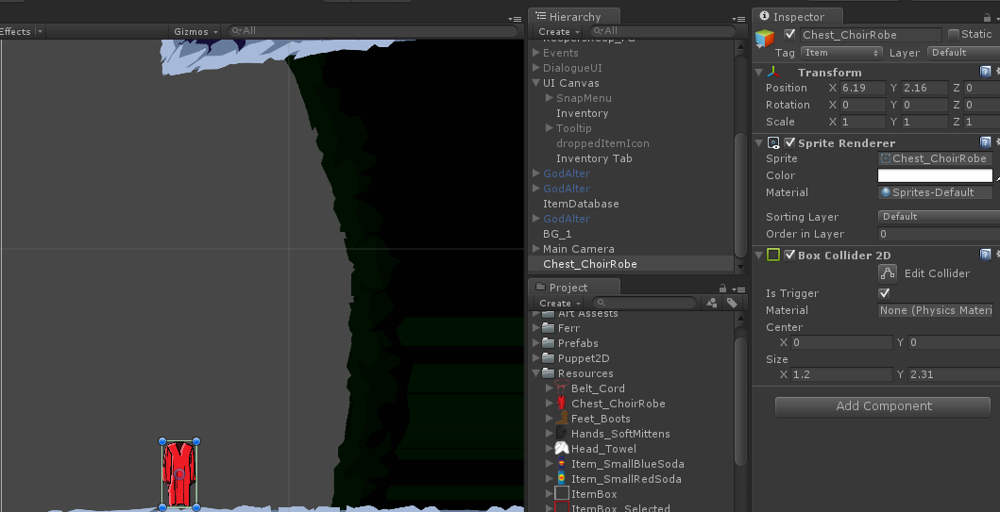 Effects
Gizmos
All
Hierarchy
Create
All
Events
DialogueUI
UI Canvas
SnapMenu
Inventory
Tooltip
droppedItemIcon
Inventory Tab
GodAlter
GodAlter
ItemDatabase
GodAlter
BG_1
Main Camera
Chest_ChoirRobe
Project
Create
Art Assests
Ferr
Prefabs
Puppet2D
Resources
Belt_Cord
Chest_ChoirRobe
Feet_Boots
Hands_SoftMittens
Head_Towel
Item_SmallBlueSoda
Item_SmallRedSoda
ItemBox
ItemBox_Selected
Inspector
Chest_ChoirRobe Static
Tag Item Layer Default
Transform
Position X 6.19 Y 2.16 Z 0
Rotation X 0 Y 0 Z 0
Scale X 1 Y 1 Z 1
Sprite Renderer
Sprite Chest_ChoirRobe
Color
Material Sprites-Default
Sorting Layer Default
Order in Layer 0
Box Collider 2D
Edit Collider
Is Trigger
Material None (Physics Materi
Center
X 0 Y 0
Size
X 1.2 Y 2.31
Add Component